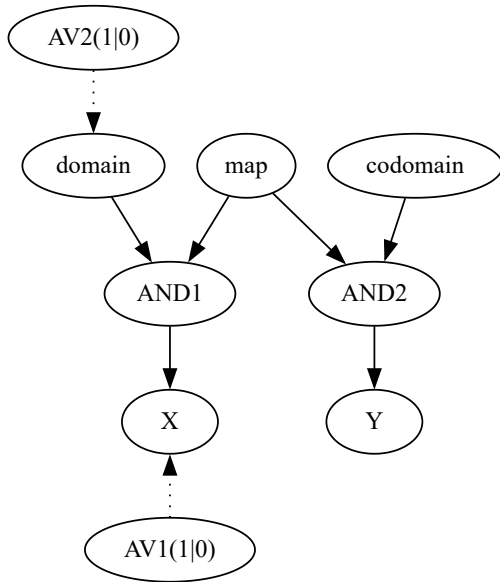 AV2(1|0)
domain
map
codomain
AND1
AND2
X
Y
AV1(1|0)